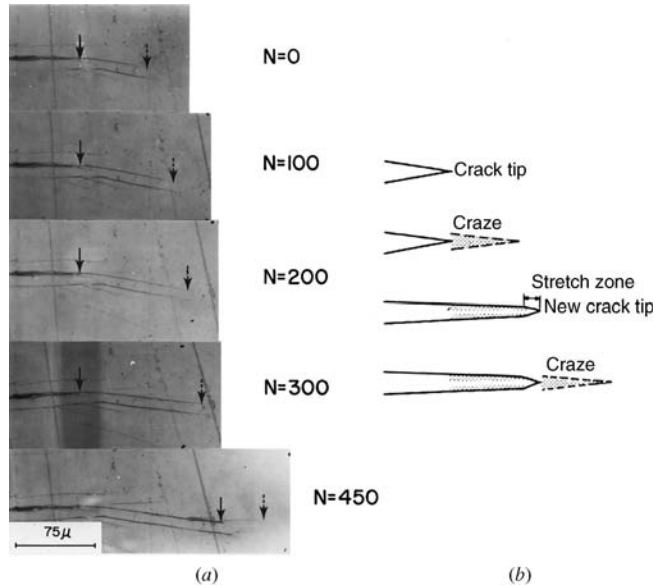 N=0
N=100
N=200
N=300
N=450
75μ
Crack tip
Craze
Stretch zone
New crack tip
Craze
(a)
(b)